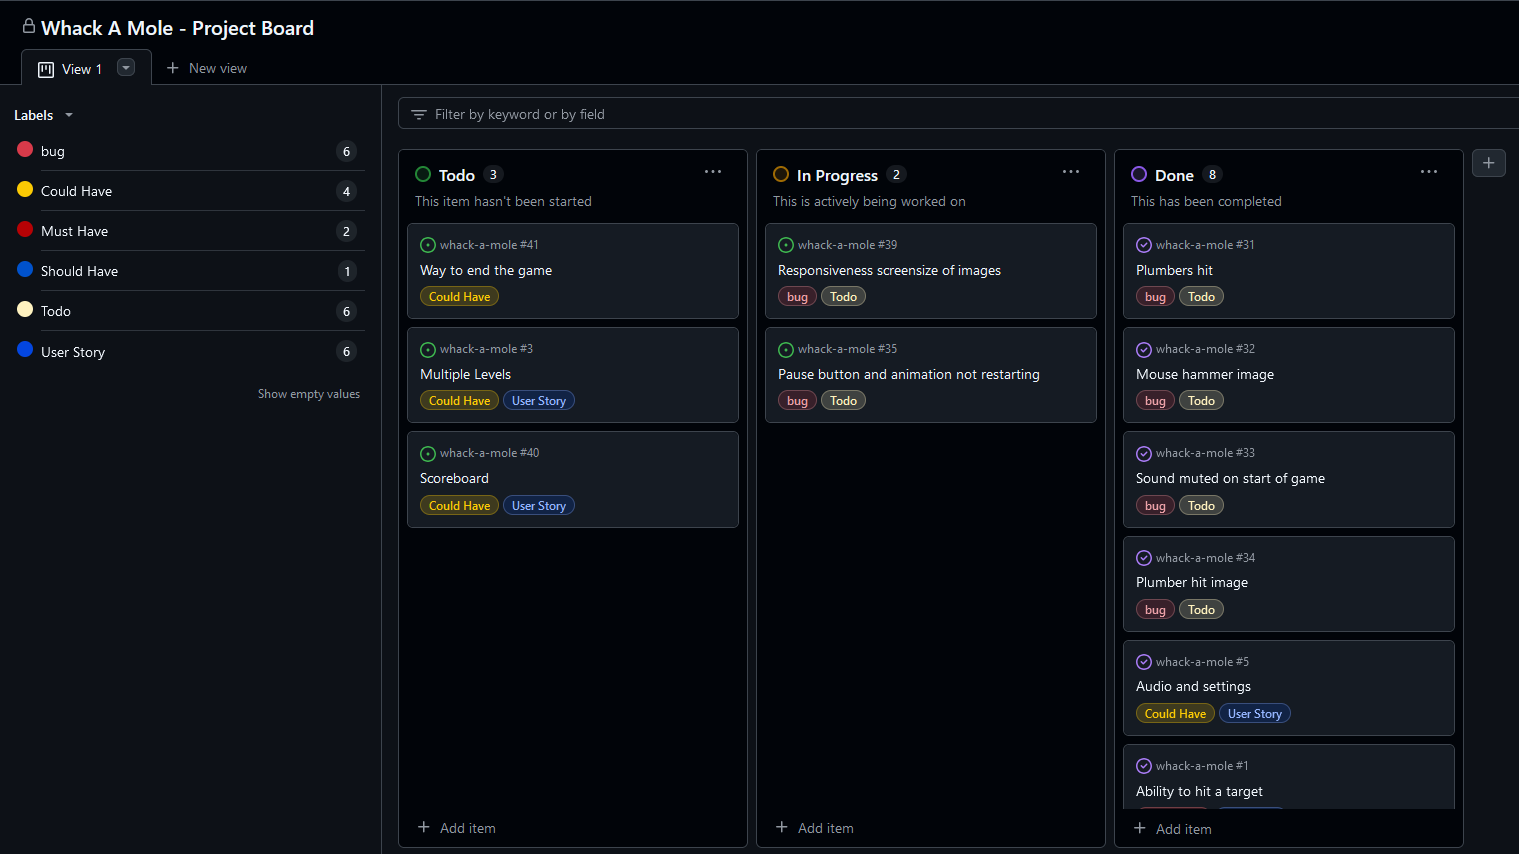 Whack A Mole - Project Board
View 1
New view
Labels
bug 6
Could Have 4
Must Have 2
Should Have 1
Todo 6
User Story 6
Show empty values
Filter by keyword or by field
Todo 3
This item hasn't been started
whack-a-mole #41
Way to end the game
Could Have
whack-a-mole #3
Multiple Levels
Could Have User Story
whack-a-mole #40
Scoreboard
Could Have User Story
Add item
In Progress 2
This is actively being worked on
whack-a-mole #39
Responsiveness screensize of images
bug Todo
whack-a-mole #35
Pause button and animation not restarting
bug Todo
Add item
Done 8
This has been completed
whack-a-mole #31
Plumbers hit
bug Todo
whack-a-mole #32
Mouse hammer image
bug Todo
whack-a-mole #33
Sound muted on start of game
bug Todo
whack-a-mole #34
Plumber hit image
bug Todo
whack-a-mole #5
Audio and settings
Could Have User Story
whack-a-mole #1
Ability to hit a target
Add item